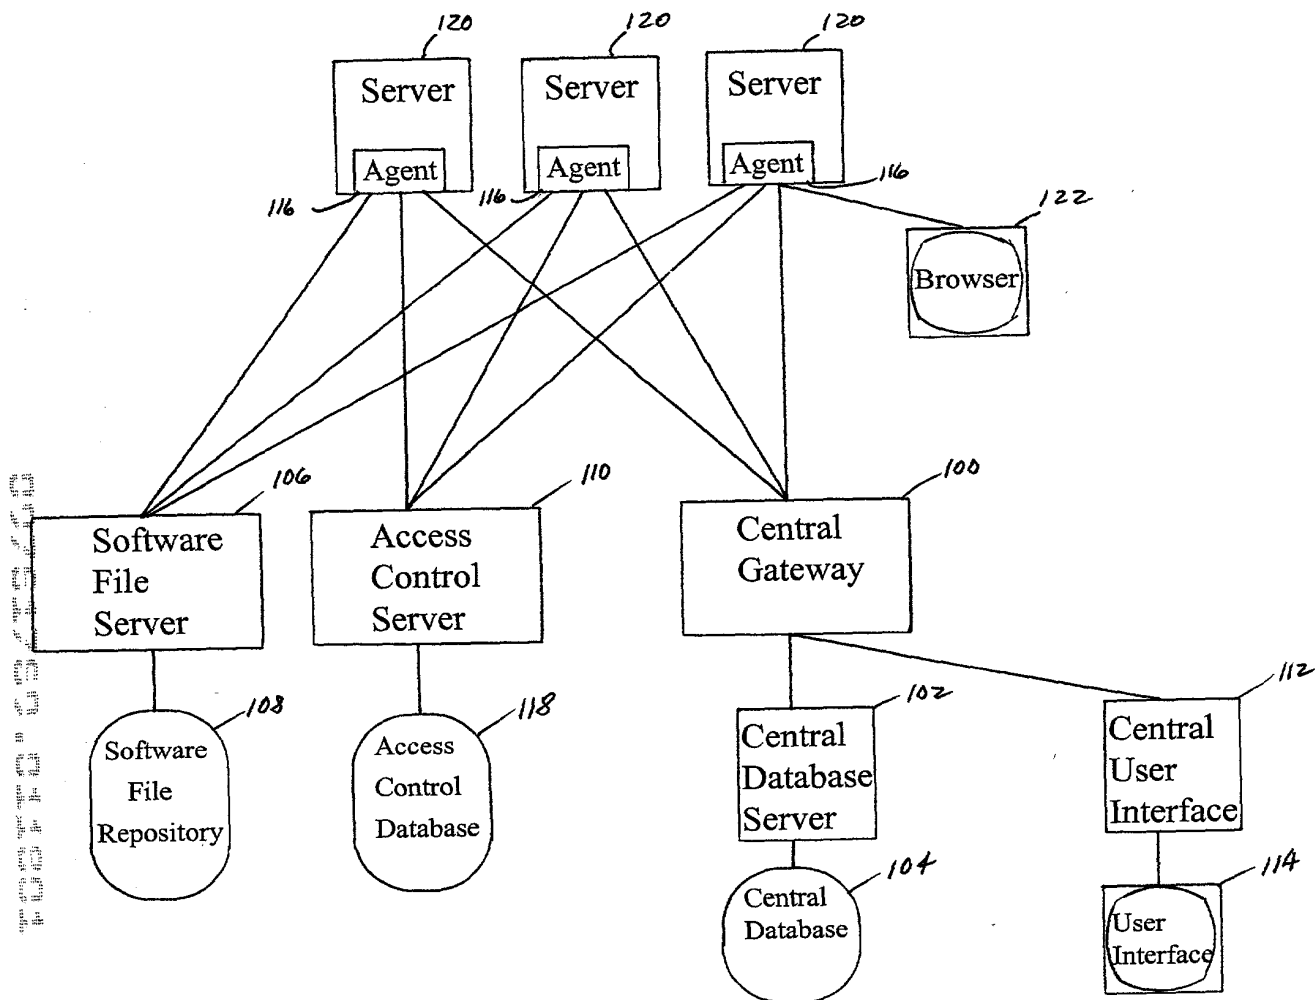 120
120
120
Server
Server
Server
Agent
Agent
Agent
116
116
116
122
Browser
106
110
100
Software
File
Server
Access
Control
Server
Central
Gateway
108
118
102
112
Software
File
Repository
Access
Control
Database
Central
Database
Server
Central
User
Interface
104
114
Central
Database
User
Interface